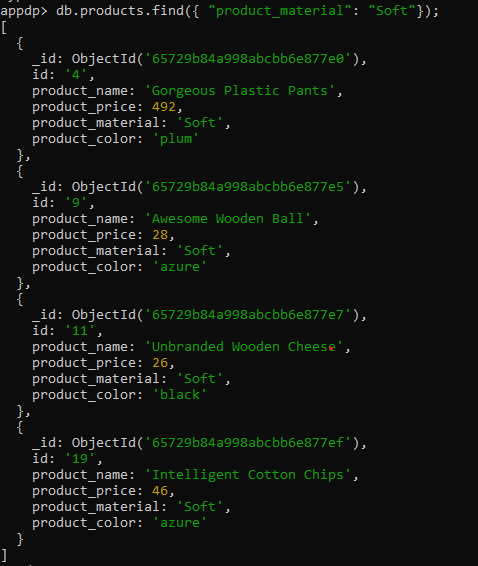 appdp> db.products.find({ "product_material": "Soft"});
[
  {
    _id: ObjectId('65729b84a998abcbb6e877e0'),
    id: '4',
    product_name: 'Gorgeous Plastic Pants',
    product_price: 492,
    product_material: 'Soft',
    product_color: 'plum'
  },
  {
    _id: ObjectId('65729b84a998abcbb6e877e5'),
    id: '9',
    product_name: 'Awesome Wooden Ball',
    product_price: 28,
    product_material: 'Soft',
    product_color: 'azure'
  },
  {
    _id: ObjectId('65729b84a998abcbb6e877e7'),
    id: '11',
    product_name: 'Unbranded Wooden Cheese',
    product_price: 26,
    product_material: 'Soft',
    product_color: 'black'
  },
  {
    _id: ObjectId('65729b84a998abcbb6e877ef'),
    id: '19',
    product_name: 'Intelligent Cotton Chips',
    product_price: 46,
    product_material: 'Soft',
    product_color: 'azure'
  }
]